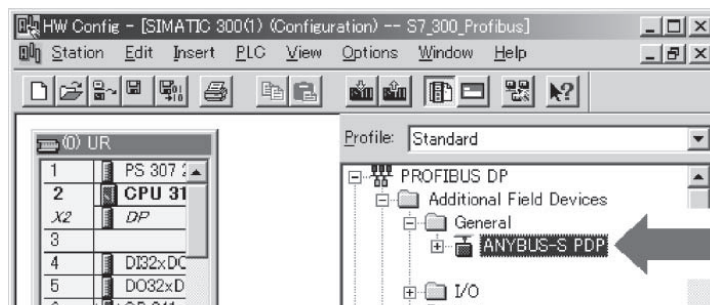 HW Config - [SIMATIC 300(1) (Configuration) -- S7_300_Profibus]
Station Edit Insert PLC View Options Window Help
(0) UR
1 PS 307
2 CPU 31
X2 DP
3
4 DI32xDC
5 DO32xD
Profile: Standard
PROFIBUS DP
Additional Field Devices
General
ANYBUS-S PDP
I/O